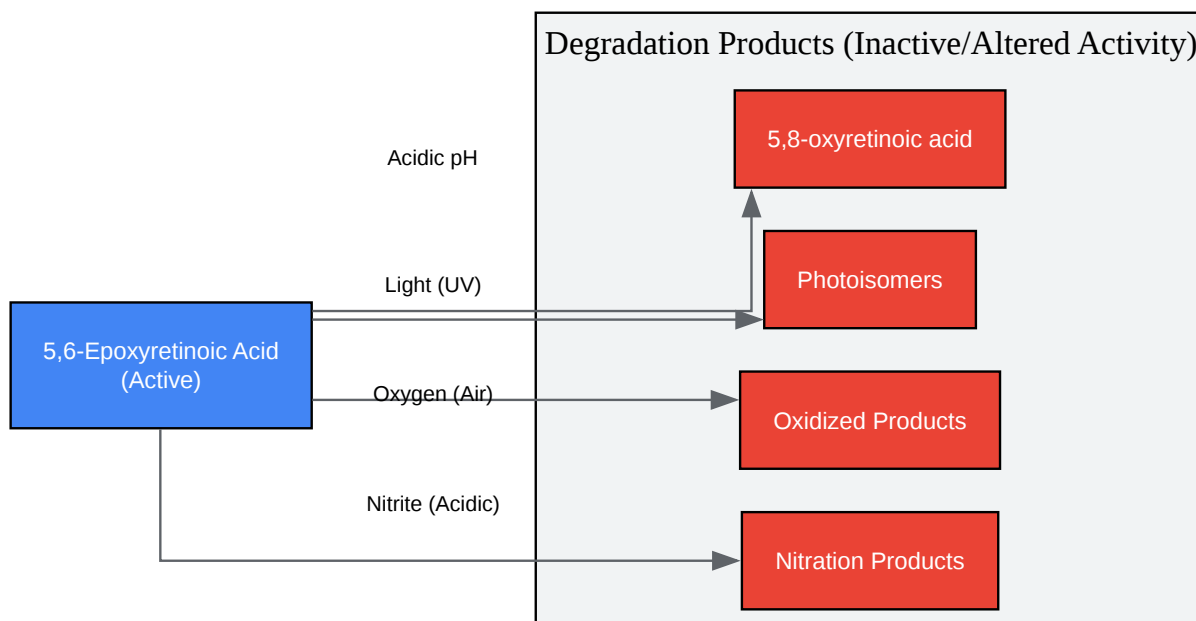 Degradation Products (Inactive/Altered Activity)
5,8-oxyretinoic acid
Acidic pH
Photoisomers
Light (UV)
5,6-Epoxyretinoic Acid
(Active)
Oxygen (Air)
Oxidized Products
Nitrite (Acidic)
Nitration Products